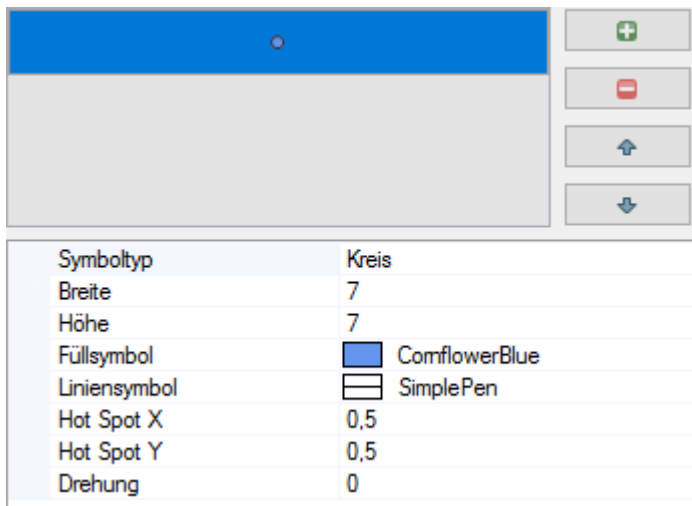 Symboltyp Kreis
Breite 7
Höhe 7
Füllsymbol CornflowerBlue
Liniensymbol SimplePen
Hot Spot X 0,5
Hot Spot Y 0,5
Drehung 0